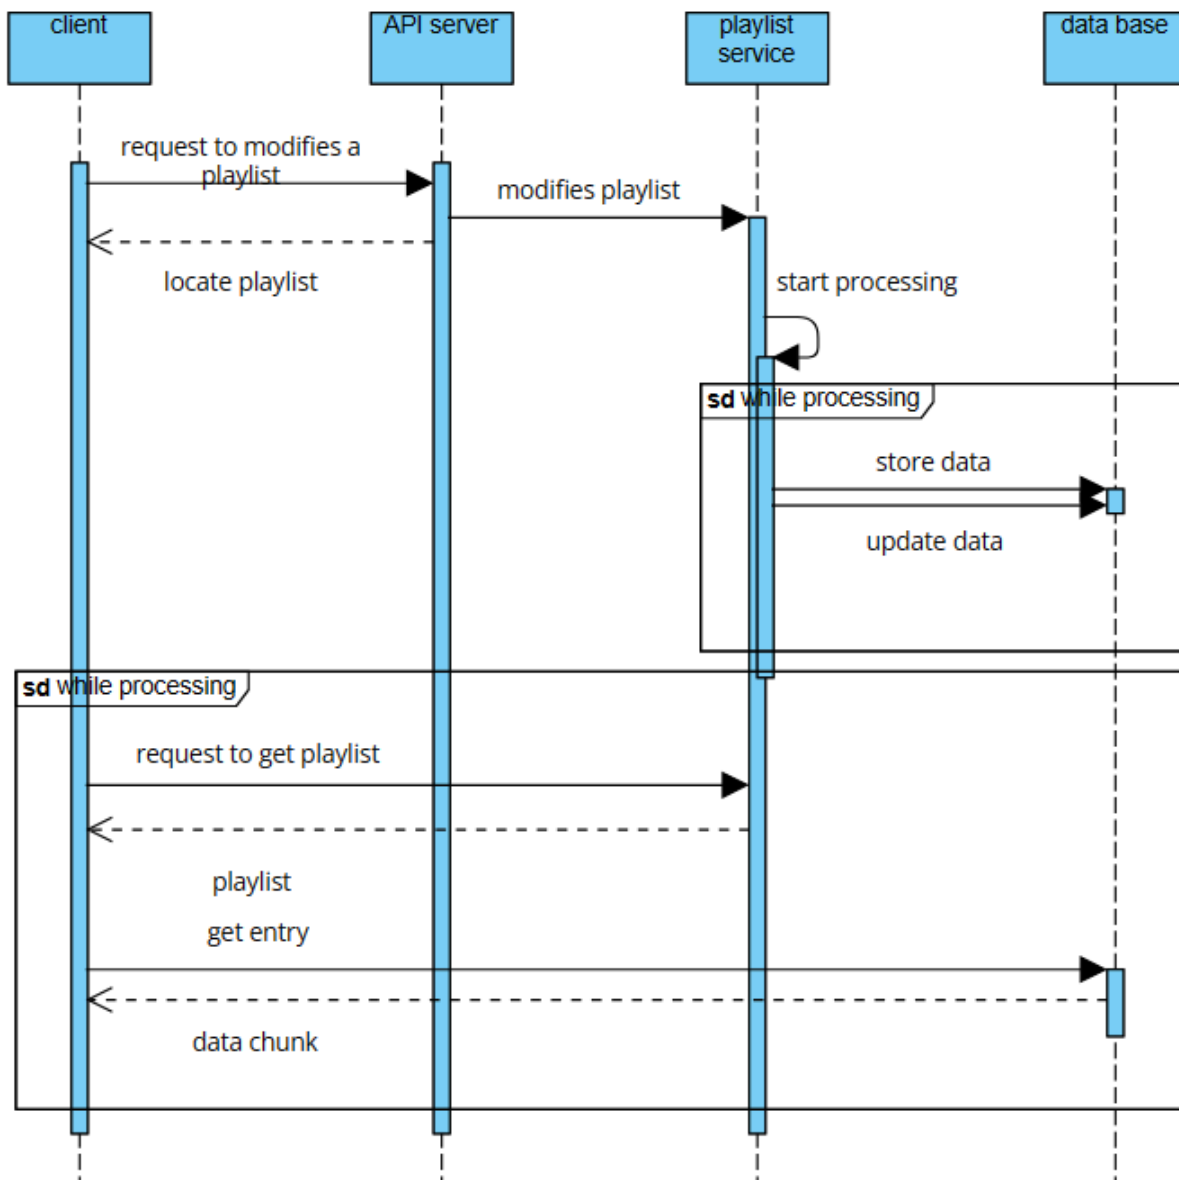 client
API server
playlist
service
data base
request to modifies a
playlist
modifies playlist
locate playlist
start processing
sd while processing
store data
update data
sd while processing
request to get playlist
playlist
get entry
data chunk